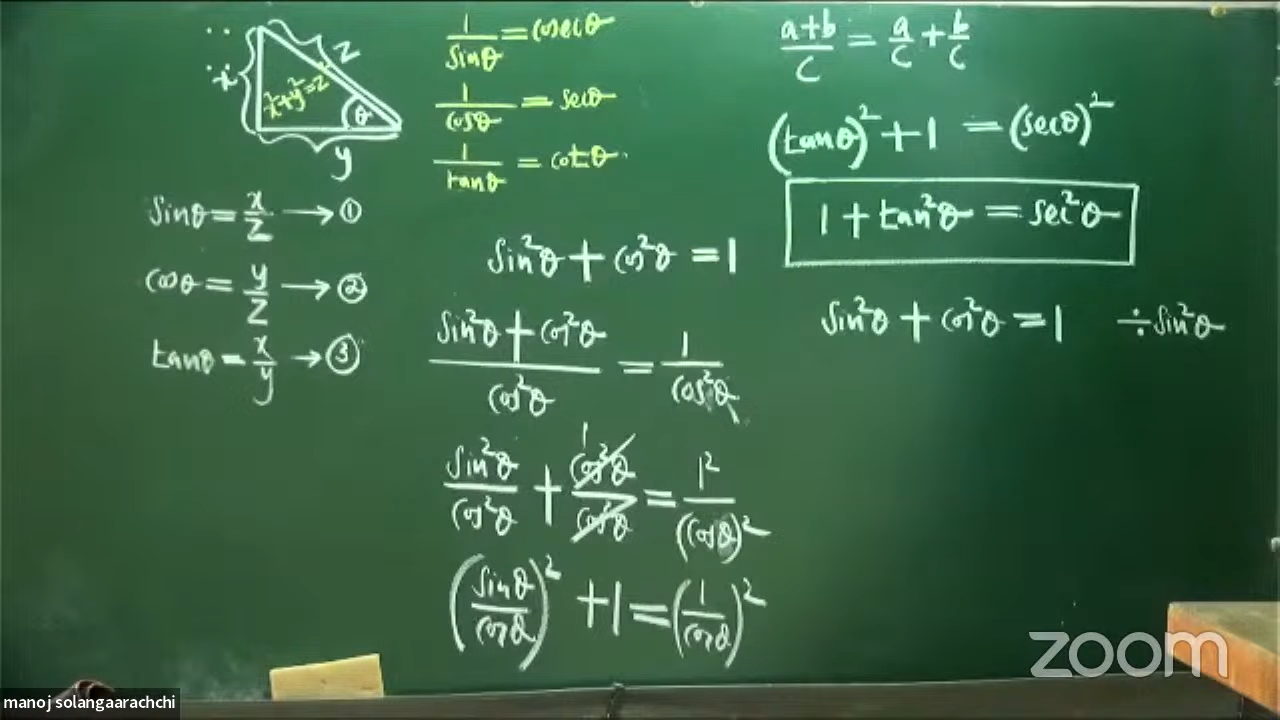 x
z
x²+y²=z²
θ
y
sinθ = x/z → ①
cosθ = y/z → ②
tanθ = x/y → ③
1/sinθ = cosecθ
1/cosθ = secθ
1/tanθ = cotθ
sin²θ + cos²θ = 1
(sin²θ + cos²θ)/cos²θ = 1/cos²θ
sin²θ/cos²θ + cos²θ/cos²θ = 1²/(cosθ)²
1
(sinθ/cosθ)² + 1 = (1/cosθ)²
(a+b)/c = a/c + b/c
(tanθ)² + 1 = (secθ)²
1 + tan²θ = sec²θ
sin²θ + cos²θ = 1 ÷ sin²θ
zoom
manoj solangaarachchi